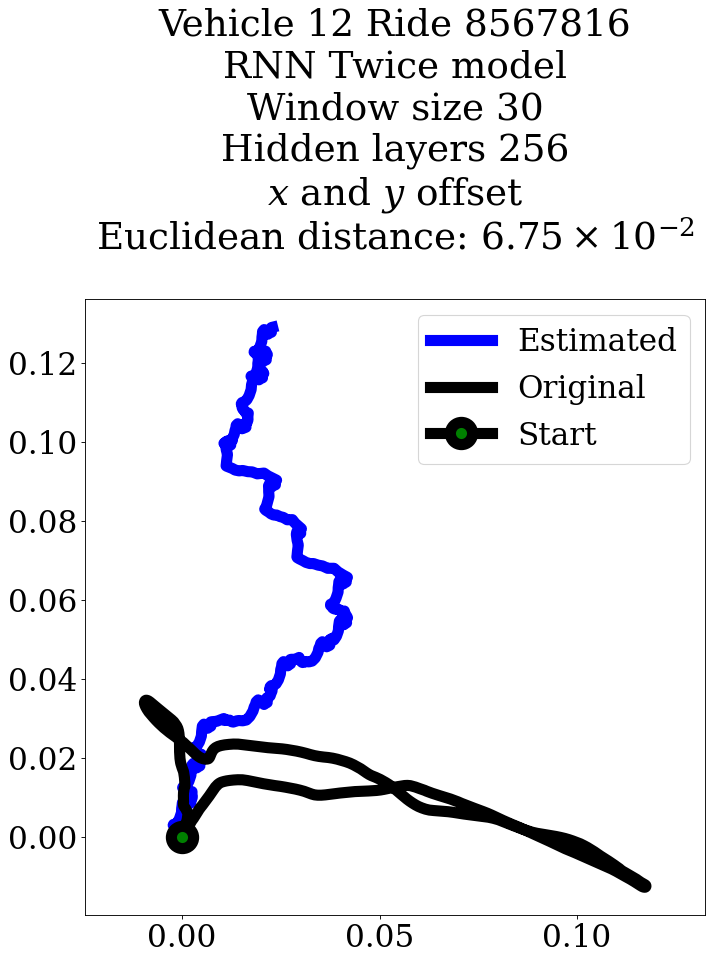 Vehicle 12 Ride 8567816
RNN Twice model
Window size 30
Hidden layers 256
x and y offset
Euclidean distance: 6.75 × 10⁻²
Estimated
Original
Start
0.12
0.10
0.08
0.06
0.04
0.02
0.00
0.00 0.05 0.10